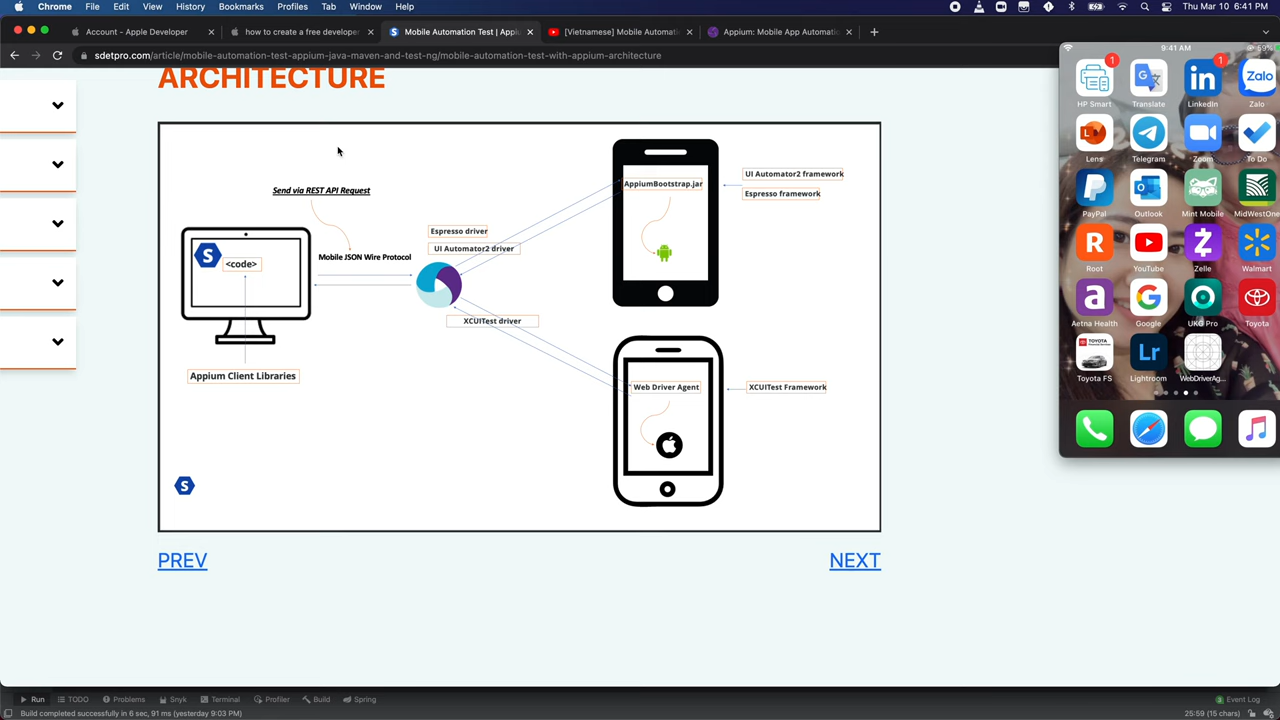 Chrome File Edit View History Bookmarks Profiles Tab Window Help
Thu Mar 10 6:41 PM
Account - Apple Developer
how to create a free developer
Mobile Automation Test | Appiu
[Vietnamese] Mobile Automation
Appium: Mobile App Automation
sdetpro.com/article/mobile-automation-test-appium-java-maven-and-test-ng/mobile-automation-test-with-appium-architecture
ARCHITECTURE
Send via REST API Request
S
<code>
Mobile JSON Wire Protocol
Appium Client Libraries
Espresso driver
UI Automator2 driver
XCUITest driver
AppiumBootstrap.jar
UI Automator2 framework
Espresso framework
Web Driver Agent
XCUITest Framework
S
PREV
NEXT
9:41 AM
59%
1
1
HP Smart Translate LinkedIn Zalo
Lens Telegram Zoom To Do
PayPal Outlook Mint Mobile MidWestOne
Root YouTube Zelle Walmart
Aetna Health Google UKG Pro Toyota
Toyota FS Lightroom WebDriverAg...
Run TODO Problems Snyk Terminal Profiler Build Spring
Event Log
Build completed successfully in 6 sec, 91 ms (yesterday 9:03 PM)
25:59 (15 chars)